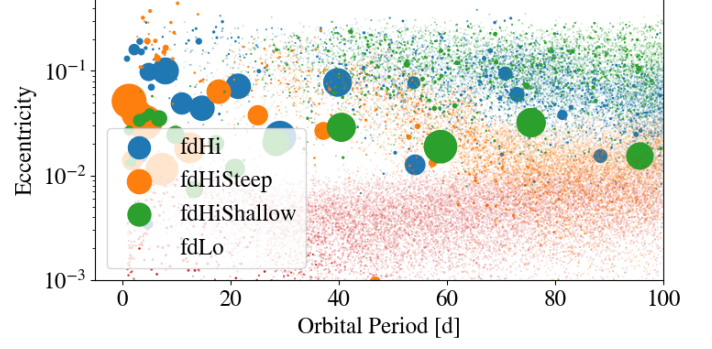 10⁻¹
10⁻²
10⁻³
Eccentricity
fdHi
fdHiSteep
fdHiShallow
fdLo
0 20 40 60 80 100
Orbital Period [d]